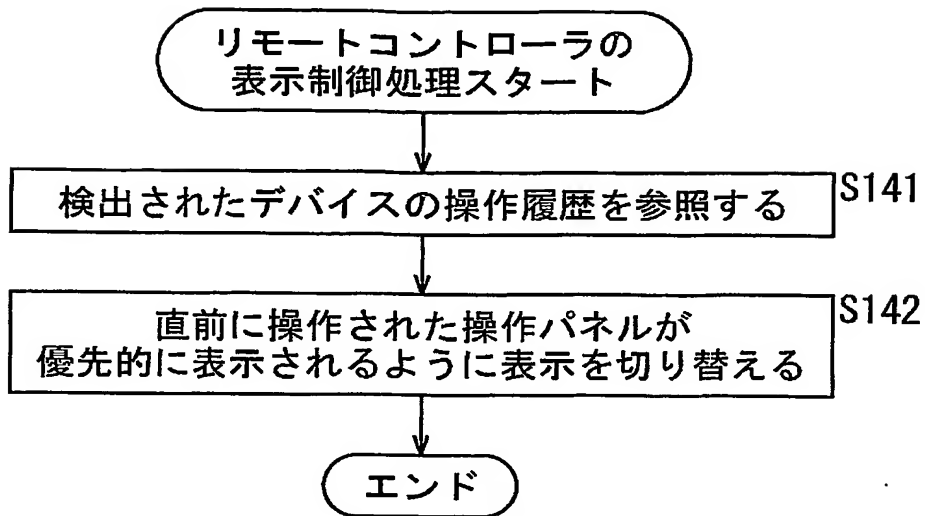 リモートコントローラの
表示制御処理スタート
検出されたデバイスの操作履歴を参照する
S141
直前に操作された操作パネルが
優先的に表示されるように表示を切り替える
S142
エンド